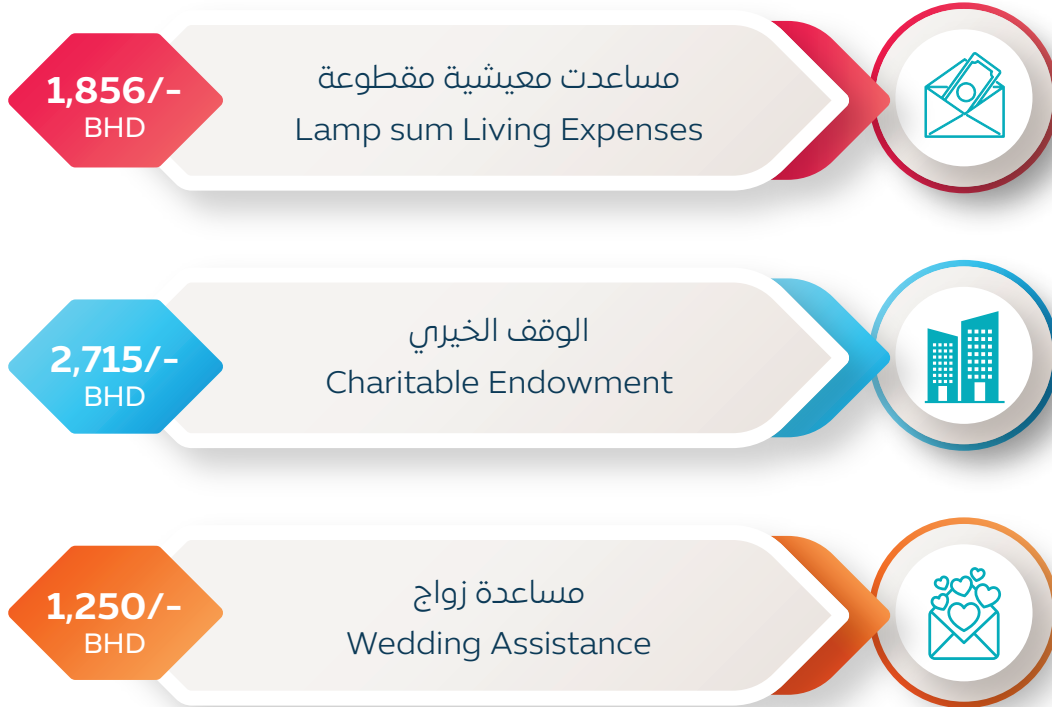 1,856/-
BHD
مساعدت معيشية مقطوعة
Lamp sum Living Expenses
2,715/-
BHD
الوقف الخيري
Charitable Endowment
1,250/-
BHD
مساعدة زواج
Wedding Assistance